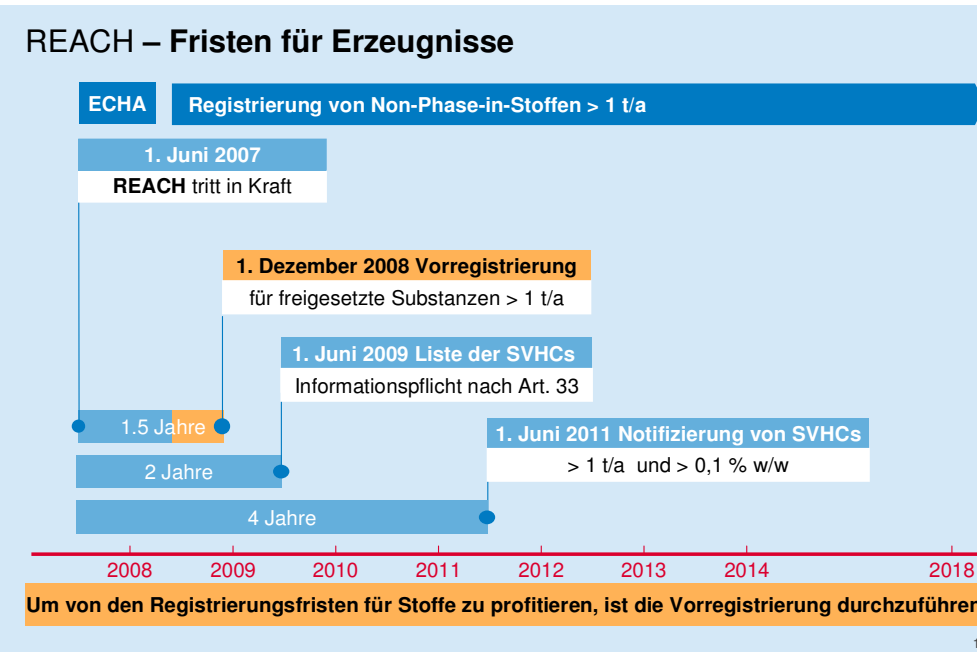 REACH – Fristen für Erzeugnisse
ECHA
Registrierung von Non-Phase-in-Stoffen > 1 t/a
1. Juni 2007
REACH tritt in Kraft
1. Dezember 2008 Vorregistrierung
für freigesetzte Substanzen > 1 t/a
1. Juni 2009 Liste der SVHCs
Informationspflicht nach Art. 33
1.5 Jahre
1. Juni 2011 Notifizierung von SVHCs
> 1 t/a und > 0,1 % w/w
2 Jahre
4 Jahre
2008 2009 2010 2011 2012 2013 2014 2018
Um von den Registrierungsfristen für Stoffe zu profitieren, ist die Vorregistrierung durchzuführen